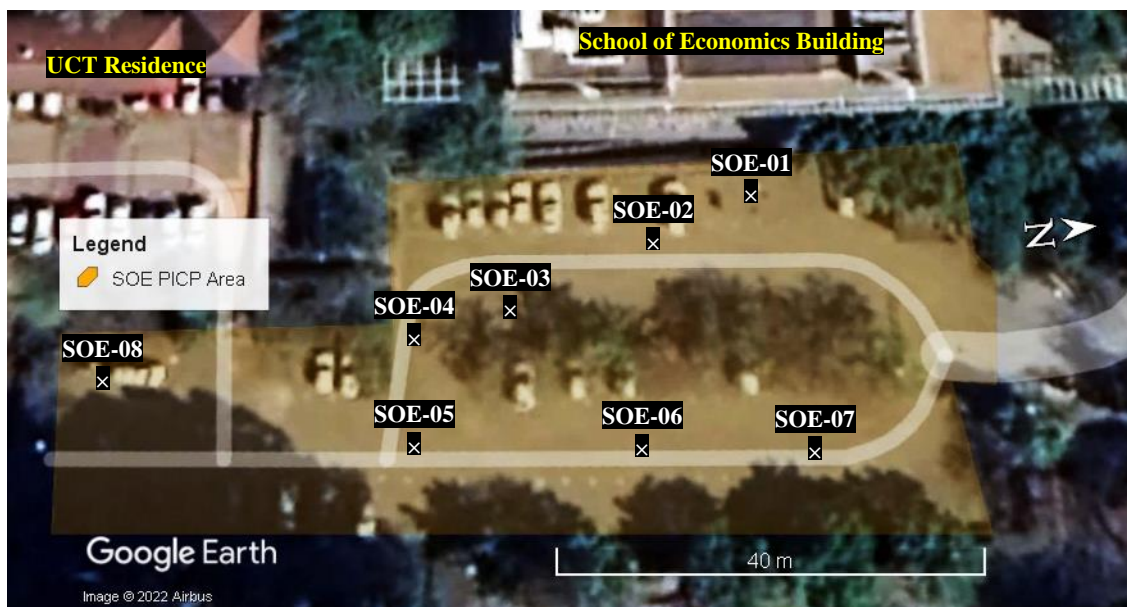 School of Economics Building
UCT Residence
SOE-01
SOE-02
Legend
SOE PICP Area
N
SOE-03
SOE-04
SOE-08
SOE-05
SOE-06
SOE-07
Google Earth
40 m
Image © 2022 Airbus